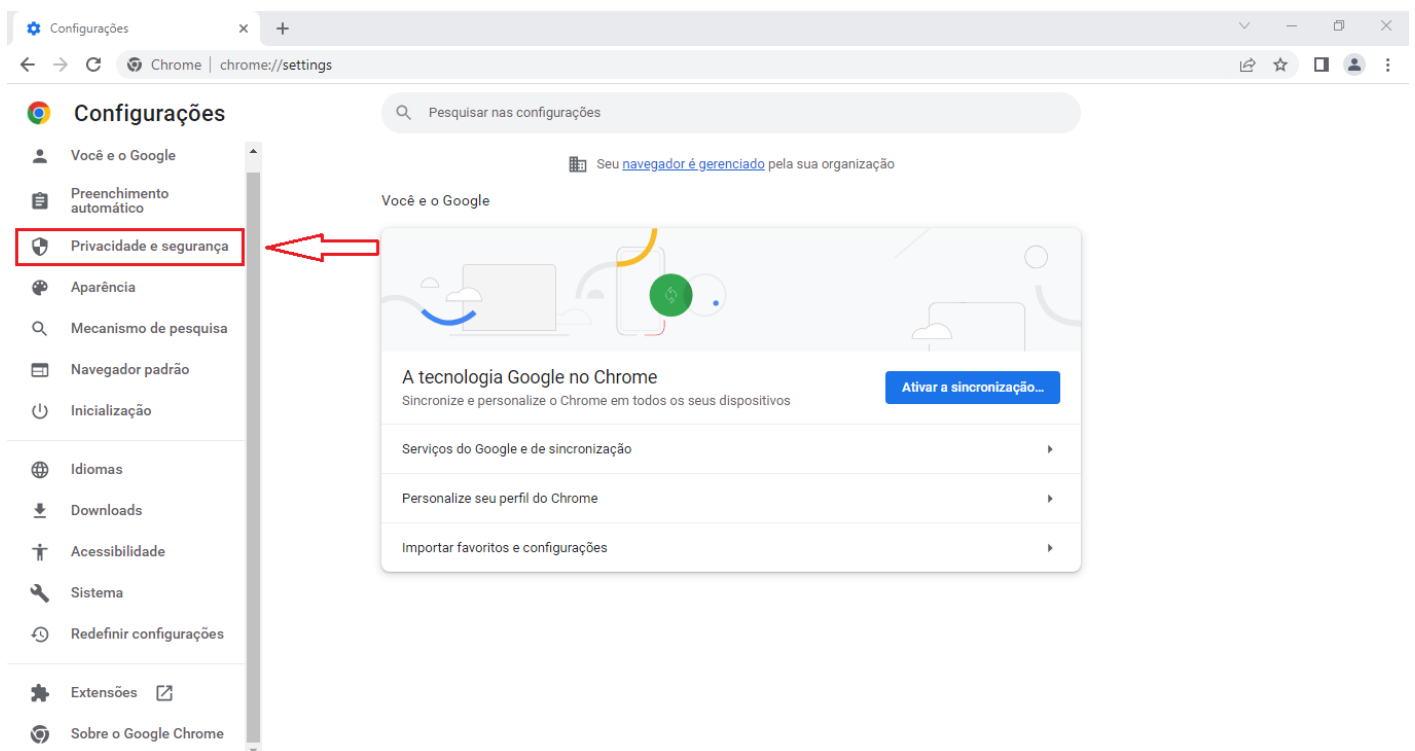 Configurações
Chrome | chrome://settings
Configurações
Pesquisar nas configurações
Você e o Google
Preenchimento
automático
Privacidade e segurança
Aparência
Mecanismo de pesquisa
Navegador padrão
Inicialização
Idiomas
Downloads
Acessibilidade
Sistema
Redefinir configurações
Extensões
Sobre o Google Chrome
Seu navegador é gerenciado pela sua organização
Você e o Google
A tecnologia Google no Chrome
Sincronize e personalize o Chrome em todos os seus dispositivos
Ativar a sincronização...
Serviços do Google e de sincronização
Personalize seu perfil do Chrome
Importar favoritos e configurações